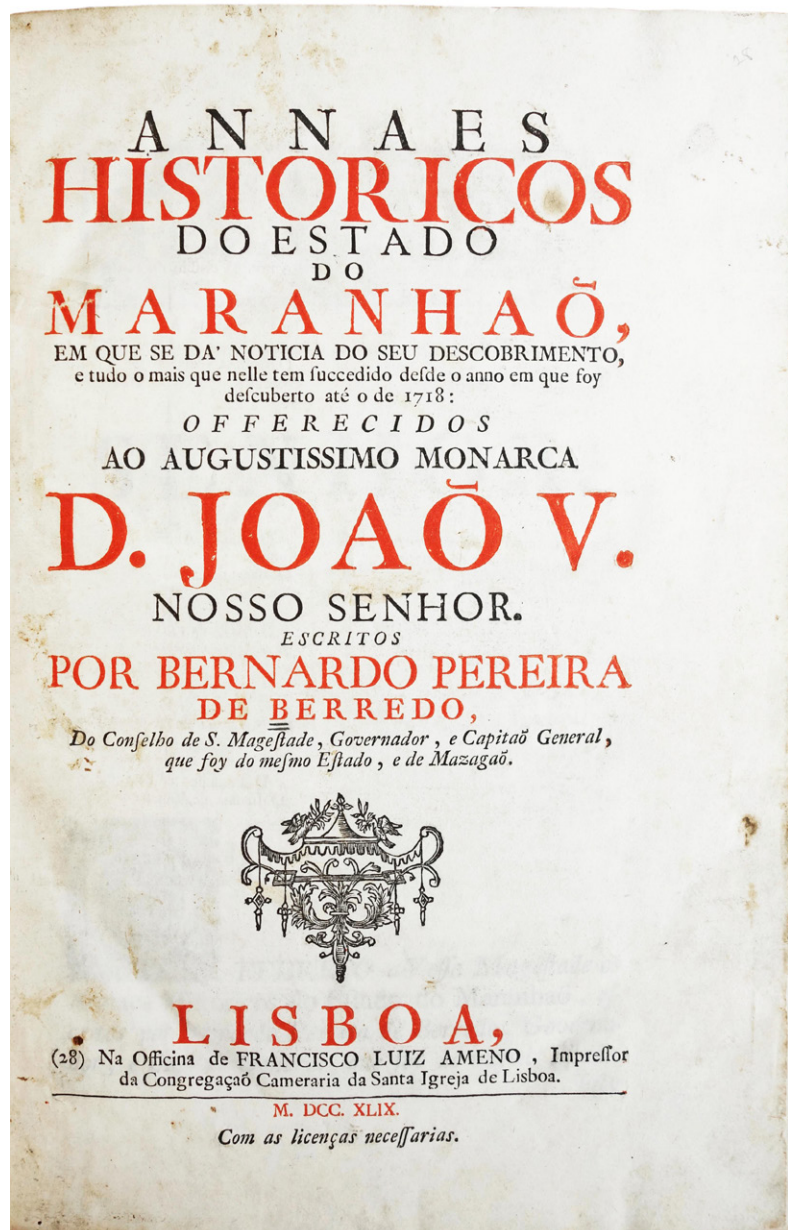 ANNAES
HISTORICOS
DO ESTADO
DO
MARANHAÕ,
EM QUE SE DA' NOTICIA DO SEU DESCOBRIMENTO,
e tudo o mais que nelle tem ſuccedido deſde o anno em que foy
deſcuberto até o de 1718:
OFFERECIDOS
AO AUGUSTISSIMO MONARCA
D. JOAÕ V.
NOSSO SENHOR.
ESCRITOS
POR BERNARDO PEREIRA
DE BERREDO,
Do Conſelho de S. Mageſtade, Governador, e Capitaõ General,
que foy do meſmo Eſtado, e de Mazagaõ.
LISBOA,
(28) Na Officina de FRANCISCO LUIZ AMENO, Impreſſor
da Congregaçaõ Cameraria da Santa Igreja de Lisboa.
M. DCC. XLIX.
Com as licenças neceſſarias.